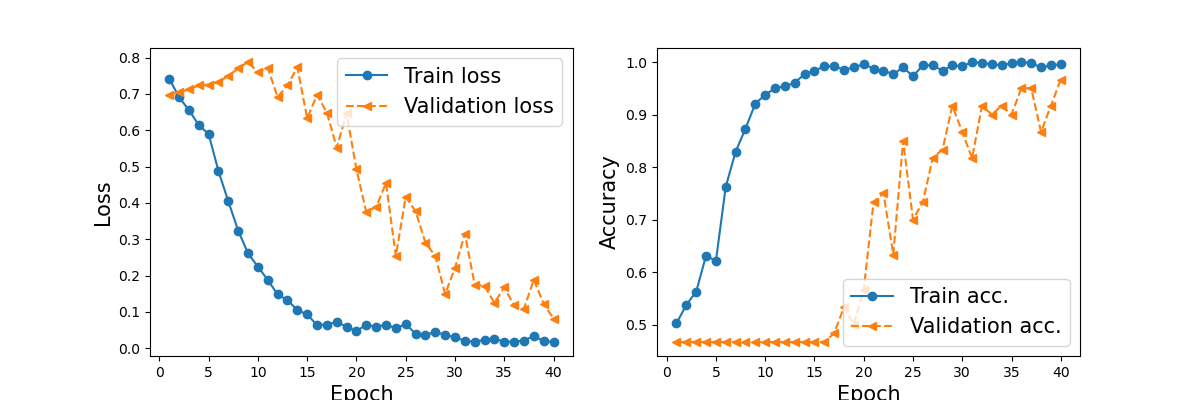 0.8
0.7
0.6
0.5
0.4
0.3
0.2
0.1
0.0
Loss
Train loss
Validation loss
0 5 10 15 20 25 30 35 40
Epoch
1.0
0.9
0.8
0.7
0.6
0.5
Accuracy
Train acc.
Validation acc.
0 5 10 15 20 25 30 35 40
Epoch